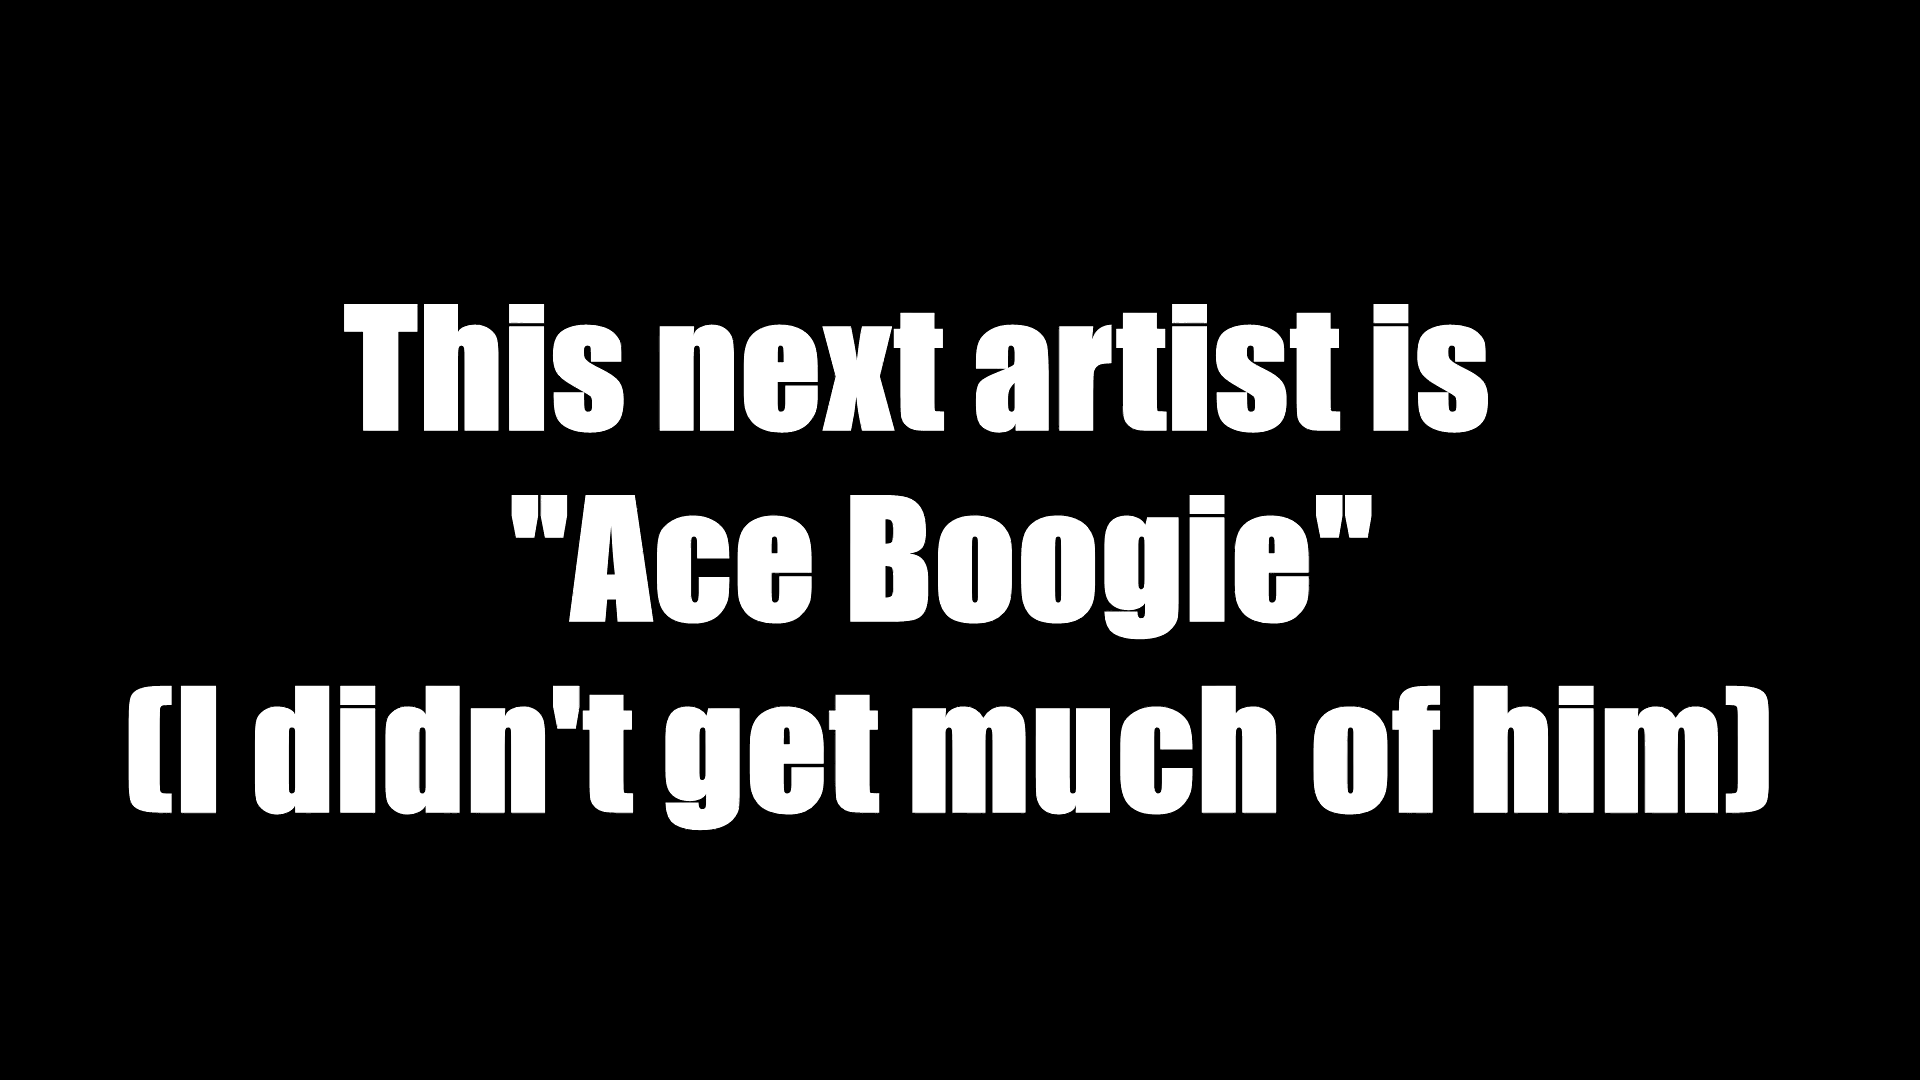 This next artist is
"Ace Boogie"
(I didn't get much of him)